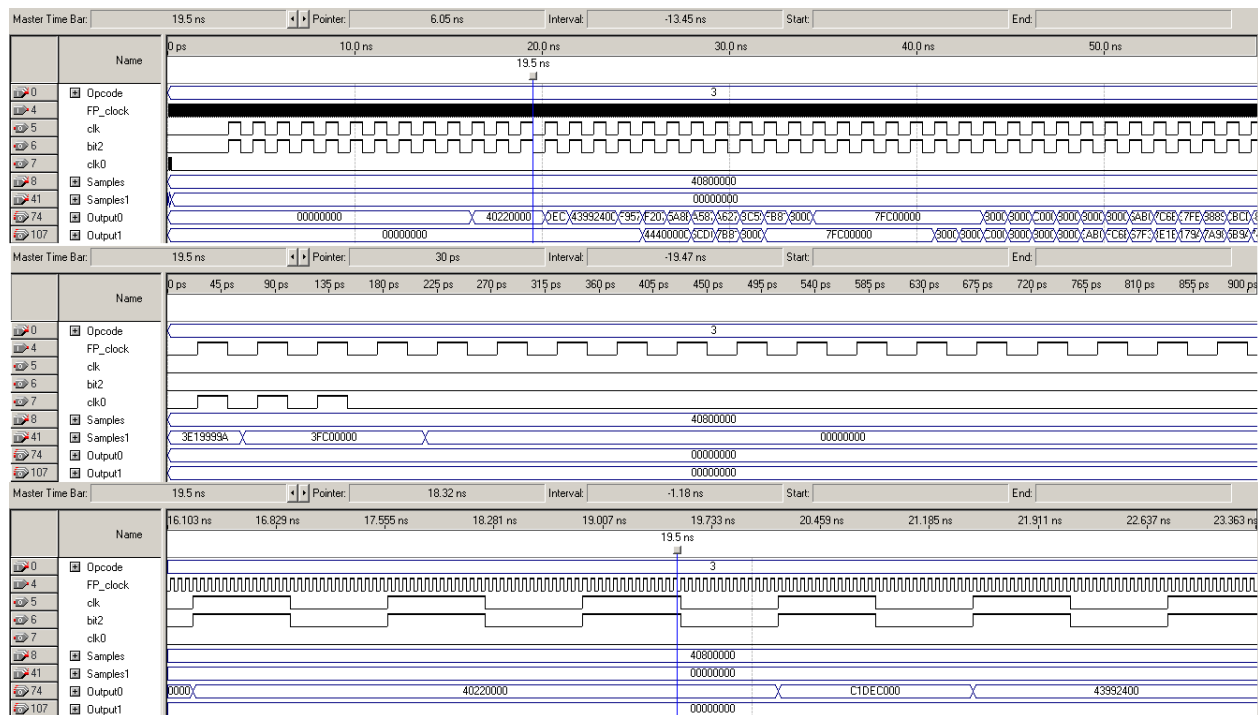 Master Time Bar: 19.5 ns Pointer: 6.05 ns Interval: -13.45 ns Start: End:
Name 0 ps 10.0 ns 20.0 ns 30.0 ns 40.0 ns 50.0 ns
19.5 ns
0 Opcode 3
4 FP_clock
5 clk
6 bit2
7 clk0
8 Samples 40800000
41 Samples1 00000000
74 Output0 00000000 40220000 4399240C 7FC00000
107 Output1 00000000 7FC00000
Master Time Bar: 19.5 ns Pointer: 30 ps Interval: -19.47 ns Start: End:
Name 0 ps 45 ps 90 ps 135 ps 180 ps 225 ps 270 ps 315 ps 360 ps 405 ps 450 ps 495 ps 540 ps 585 ps 630 ps 675 ps 720 ps 765 ps 810 ps 855 ps 900 ps
0 Opcode 3
4 FP_clock
5 clk
6 bit2
7 clk0
8 Samples 40800000
41 Samples1 3E19999A 3FC00000 00000000
74 Output0 00000000
107 Output1 00000000
Master Time Bar: 19.5 ns Pointer: 18.32 ns Interval: -1.18 ns Start: End:
Name 16.103 ns 16.829 ns 17.555 ns 18.281 ns 19.007 ns 19.733 ns 20.459 ns 21.185 ns 21.911 ns 22.637 ns 23.363 ns
19.5 ns
0 Opcode 3
4 FP_clock
5 clk
6 bit2
7 clk0
8 Samples 40800000
41 Samples1 00000000
74 Output0 0000 40220000 C1DEC000 43992400
107 Output1 00000000